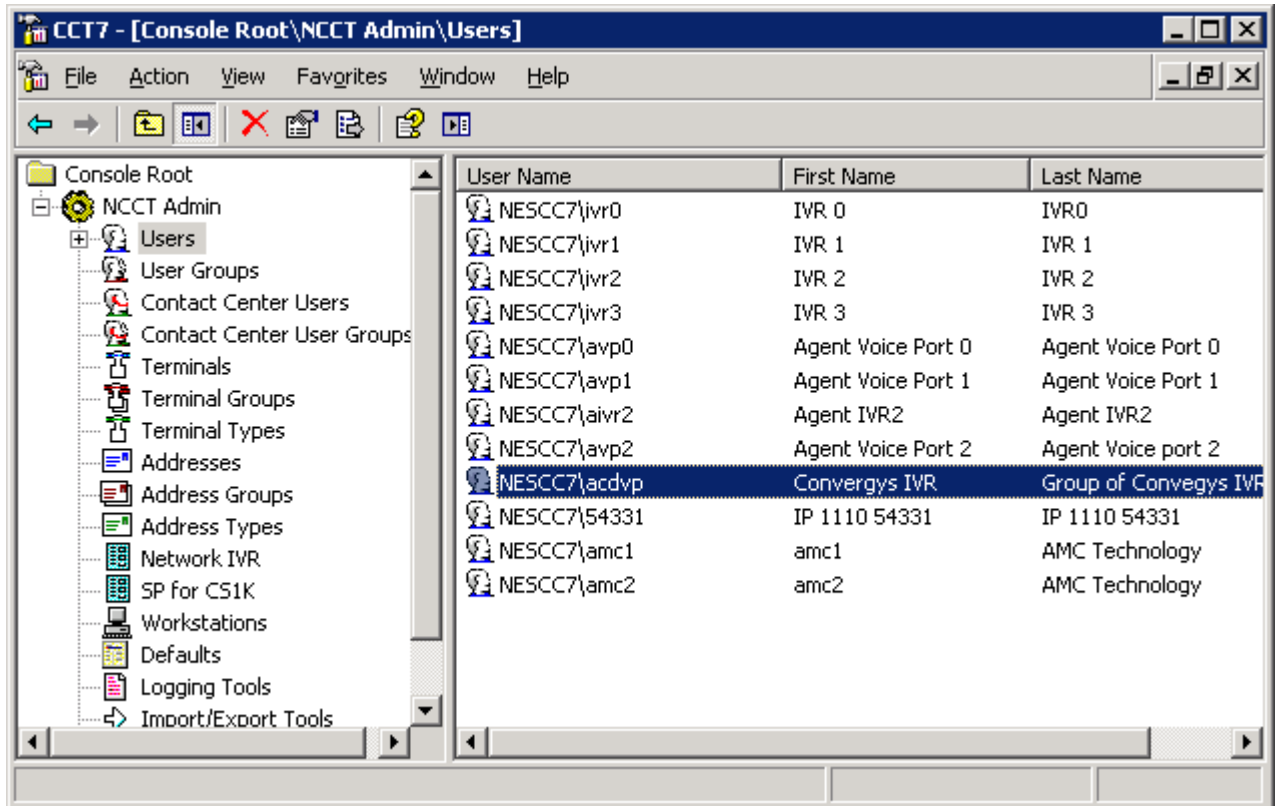 CCT7 - [Console Root\NCCT Admin\Users]
File Action View Favorites Window Help
Console Root
NCCT Admin
Users
User Groups
Contact Center Users
Contact Center User Groups
Terminals
Terminal Groups
Terminal Types
Addresses
Address Groups
Address Types
Network IVR
SP for CS1K
Workstations
Defaults
Logging Tools
Import/Export Tools
User Name First Name Last Name
NESCC7\ivr0 IVR 0 IVR0
NESCC7\ivr1 IVR 1 IVR 1
NESCC7\ivr2 IVR 2 IVR 2
NESCC7\ivr3 IVR 3 IVR 3
NESCC7\avp0 Agent Voice Port 0 Agent Voice Port 0
NESCC7\avp1 Agent Voice Port 1 Agent Voice Port 1
NESCC7\aivr2 Agent IVR2 Agent IVR2
NESCC7\avp2 Agent Voice Port 2 Agent Voice port 2
NESCC7\acdvp Convergys IVR Group of Convegys IVR
NESCC7\54331 IP 1110 54331 IP 1110 54331
NESCC7\amc1 amc1 AMC Technology
NESCC7\amc2 amc2 AMC Technology